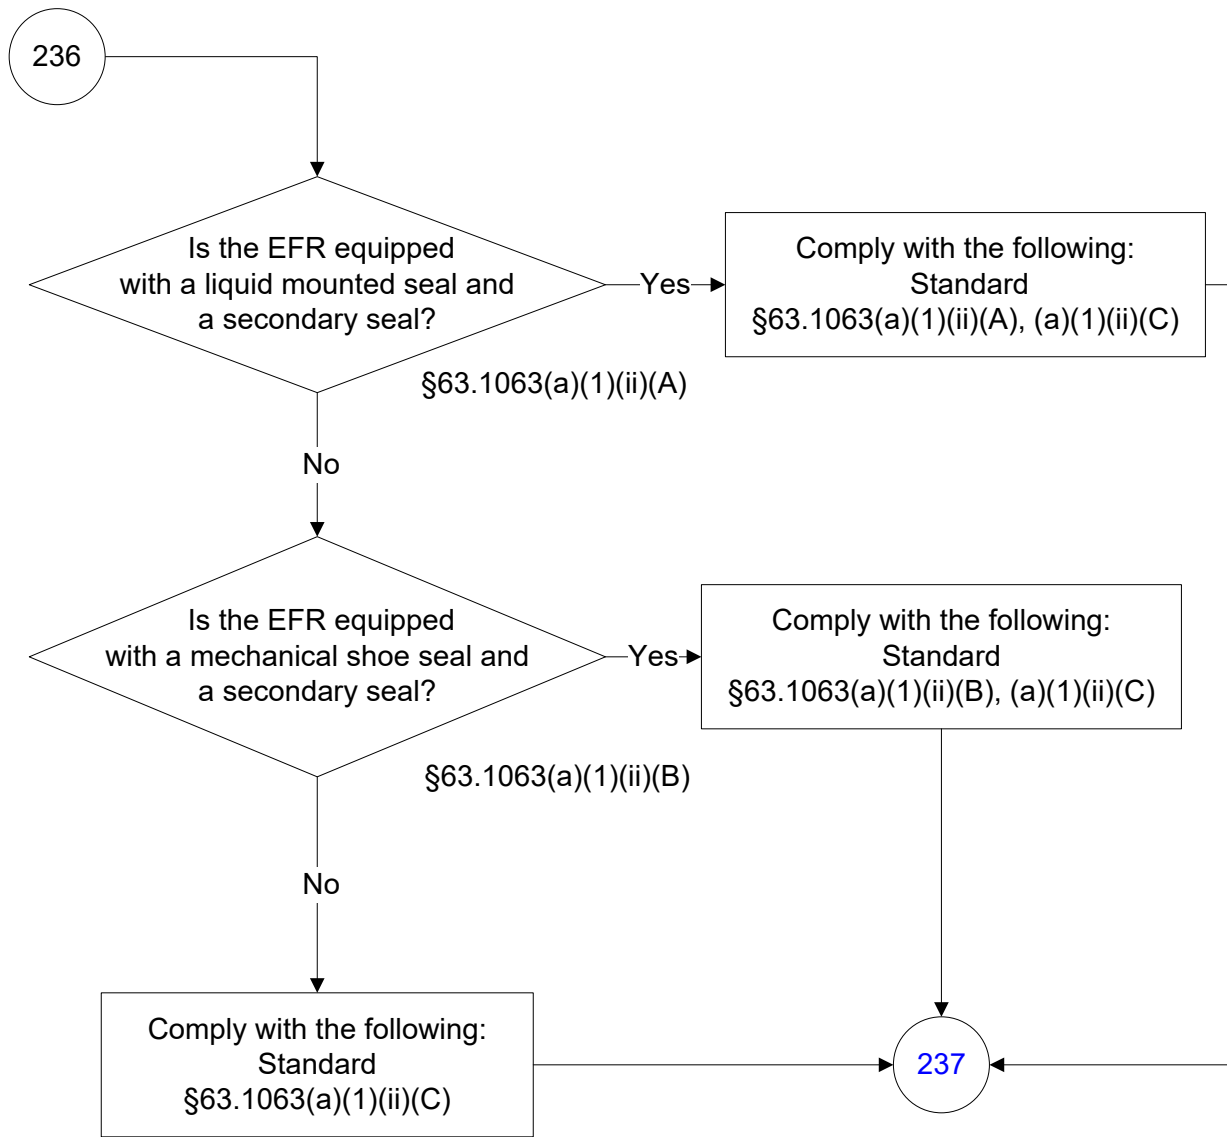 236
Is the EFR equipped
with a liquid mounted seal and
a secondary seal?
Yes
Comply with the following:
Standard
§63.1063(a)(1)(ii)(A), (a)(1)(ii)(C)
§63.1063(a)(1)(ii)(A)
No
Is the EFR equipped
with a mechanical shoe seal and
a secondary seal?
Yes
Comply with the following:
Standard
§63.1063(a)(1)(ii)(B), (a)(1)(ii)(C)
§63.1063(a)(1)(ii)(B)
No
Comply with the following:
Standard
§63.1063(a)(1)(ii)(C)
237